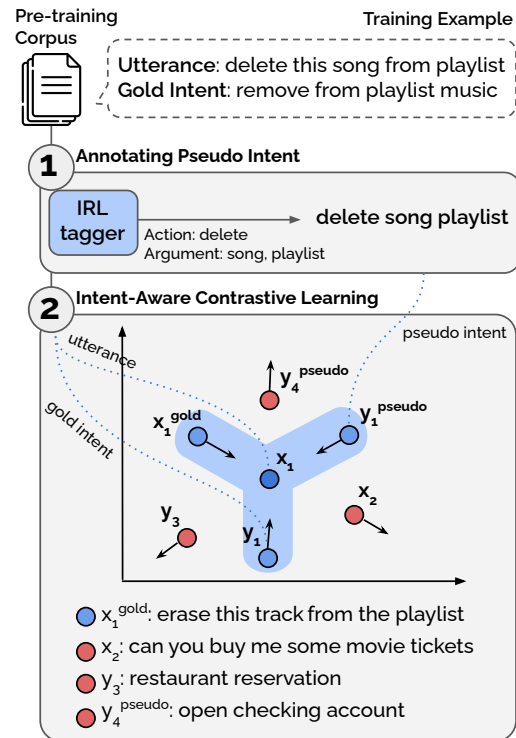 Pre-training
Corpus
Training Example
Utterance: delete this song from playlist
Gold Intent: remove from playlist music
1
Annotating Pseudo Intent
IRL
tagger
Action: delete
Argument: song, playlist
delete song playlist
2
Intent-Aware Contrastive Learning
utterance
gold intent
pseudo intent
y4pseudo
x1gold
y1pseudo
x1
x2
y3
y1
x1gold: erase this track from the playlist
x2: can you buy me some movie tickets
y3: restaurant reservation
y4pseudo: open checking account